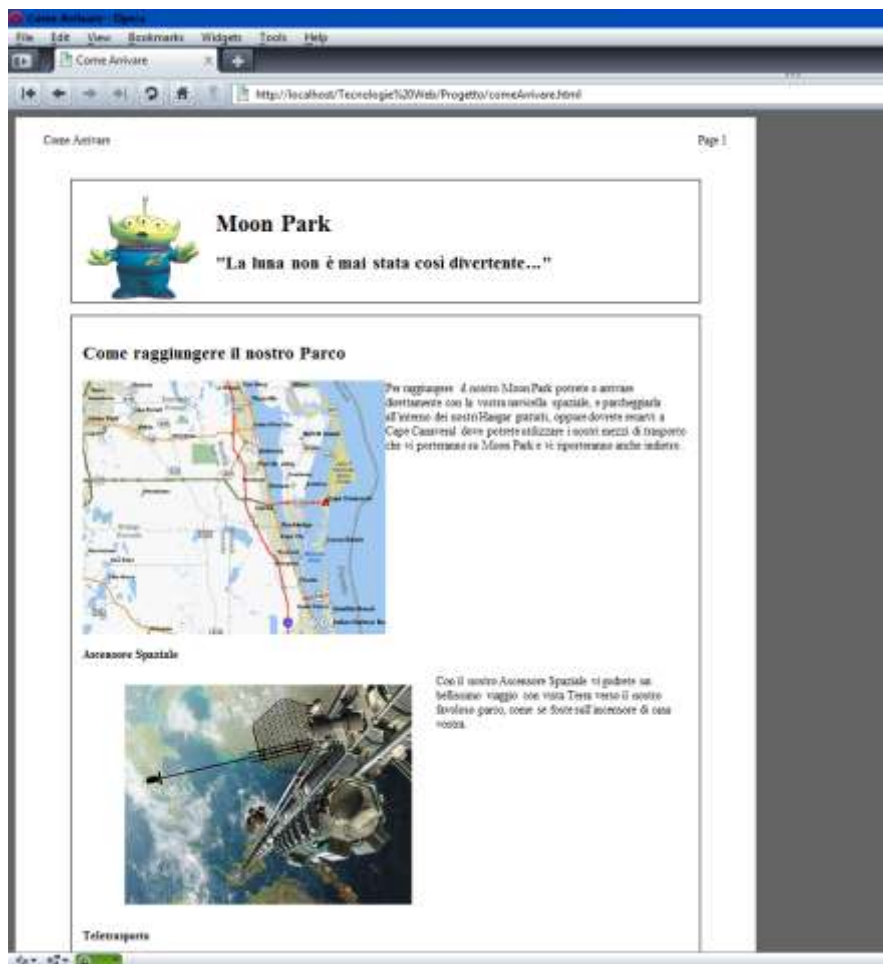 Come Arrivare - Opera
File Edit View Bookmarks Widgets Tools Help
Come Arrivare
http://localhost/Tecnologie%20Web/Progetto/comeArrivare.html
Come Arrivare Page 1
Moon Park
"La luna non è mai stata così divertente..."
Come raggiungere il nostro Parco
Per raggiungere il nostro Moon Park potrete o arrivare
direttamente con la vostra navicella spaziale, e parcheggiarla
all'interno dei nostri Hangar gratuiti, oppure dovrete recarvi a
Cape Canaveral dove potrete utilizzare i nostri mezzi di trasporto
che vi porteranno su Moon Park e vi riporteranno anche indietro.
Ascensore Spaziale
Con il nostro Ascensore Spaziale vi godrete un
bellissimo viaggio con vista Terra verso il nostro
favoloso parco, come se foste sull'ascensore di casa
vostra.
Teletrasporto